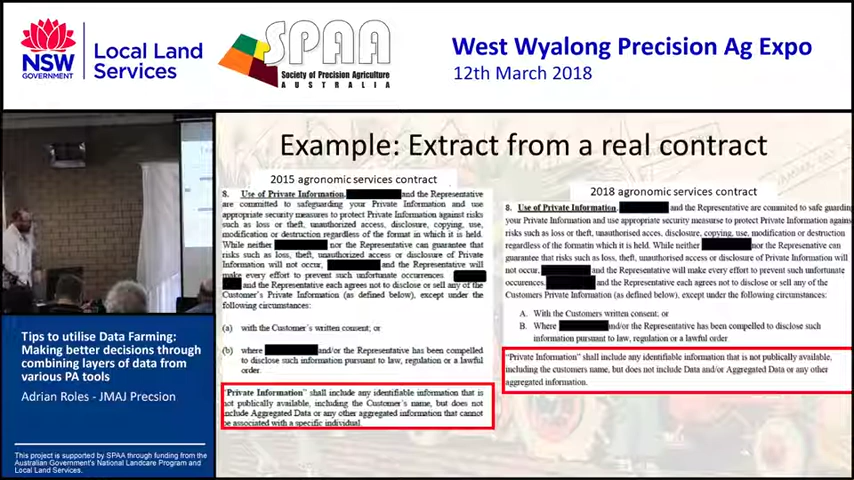 NSW
GOVERNMENT
Local Land
Services
SPAA
Society of Precision Agriculture
AUSTRALIA
West Wyalong Precision Ag Expo
12th March 2018
Example: Extract from a real contract
2015 agronomic services contract
8. Use of Private Information. and the Representative
are committed to safeguarding your Private Information and use
appropriate security measures to protect Private Information against risks
such as loss or theft, unauthorized access, disclosure, copying, use,
modification or destruction regardless of the format in which it is held.
While neither nor the Representative can guarantee that
risks such as loss, theft, unauthorized access or disclosure of Private
Information will not occur, and the Representative will
make every effort to prevent such unfortunate occurrences.
and the Representative each agrees not to disclose or sell any of the
Customer's Private Information (as defined below), except under the
following circumstances:
(a) with the Customer's written consent; or
(b) where and/or the Representative has been compelled
to disclose such information pursuant to law, regulation or a lawful
order.
"Private Information" shall include any identifiable information that is
not publically available, including the Customer's name, but does not
include Aggregated Data or any other aggregated information that cannot
be associated with a specific individual.
2018 agronomic services contract
8. Use of Private Information. and the Representative are commited to safe guarding
your Private Information and use appropriate security measurse to protect Private Information against
risks such as loss or theft, unauthorised acces, disclosure, copying, use, modification or destruction
regardless of the formatin which it is held. While neither nor the Representative can
guarantee that risks such as loss, theft, unauthorised access or disclosure of Private Information will
not occur, and the Representative will make every effort to prevent such unfortunate
occurences. and the Representative each agrees not to disclose or sell any of the
Customers Private Information (as defined below), except under the following circumstances:
A. With the Customers written consent; or
B. Where and/or the Representative has been compelled to disclose such
information pursuant to law, regulation or a lawful order
"Private Information" shall include any identifiable information that is not publically available,
including the customers name, but does not include Data and/or Aggregated Data or any other
aggregated information.
Tips to utilise Data Farming:
Making better decisions through
combining layers of data from
various PA tools
Adrian Roles - JMAJ Precsion
This project is supported by SPAA through funding from the
Australian Government's National Landcare Program and
Local Land Services.